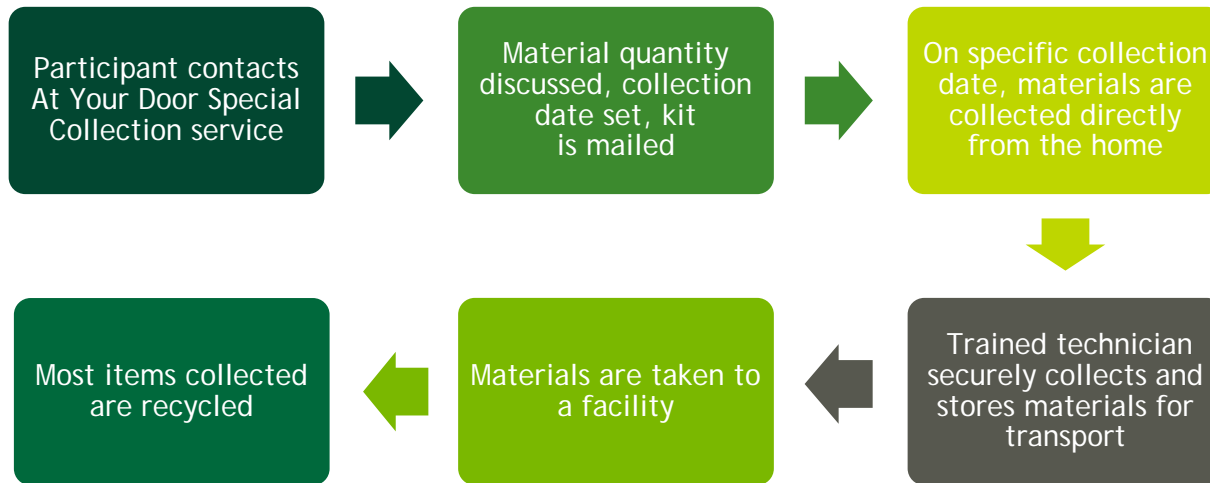 Participant contacts
At Your Door Special
Collection service
Material quantity
discussed, collection
date set, kit
is mailed
On specific collection
date, materials are
collected directly
from the home
Trained technician
securely collects and
stores materials for
transport
Materials are taken to
a facility
Most items collected
are recycled